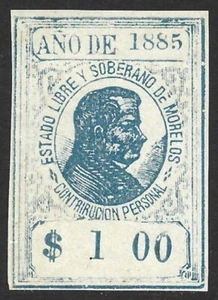 AÑO DE 1885
ESTADO LIBRE Y SOBERANO DE MORELOS
CONTRIBUCION PERSONAL
$ 1 00